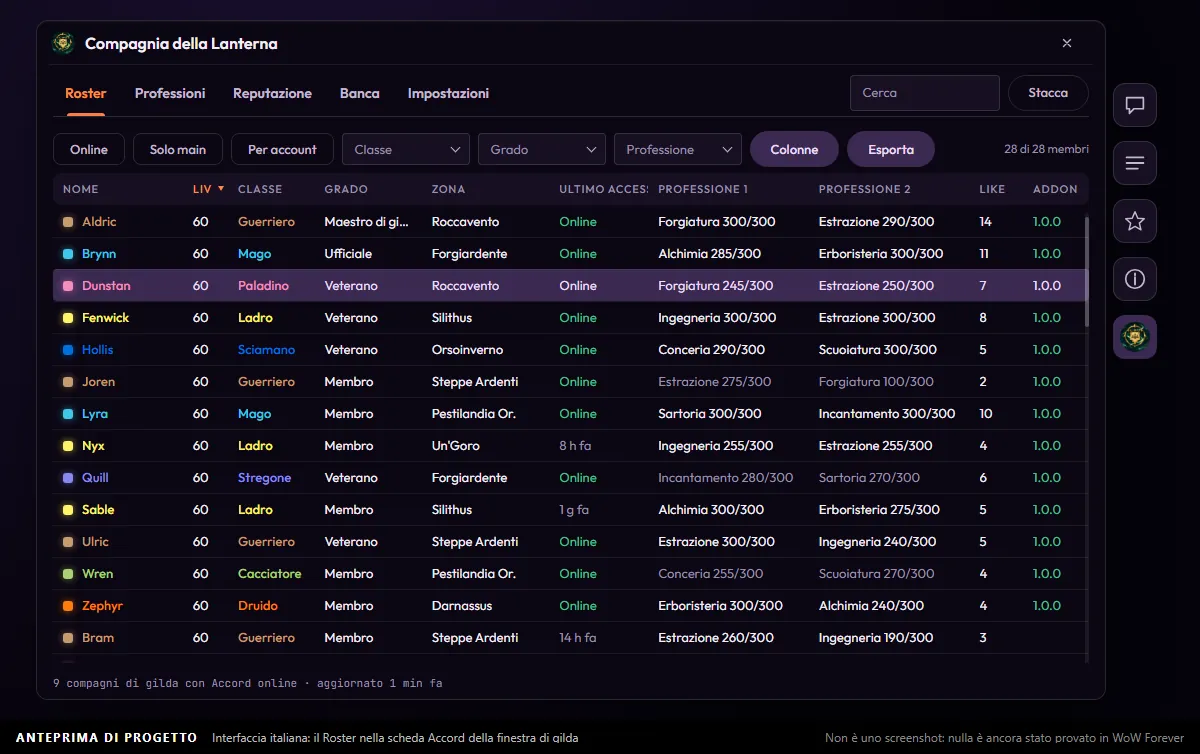 Compagnia della Lanterna
Roster Professioni Reputazione Banca Impostazioni Cerca Stacca
Online Solo main Per account Classe Grado Professione Colonne Esporta 28 di 28 membri
NOME LIV CLASSE GRADO ZONA ULTIMO ACCES: PROFESSIONE 1 PROFESSIONE 2 LIKE ADDON
Aldric 60 Guerriero Maestro di gi... Roccavento Online Forgiatura 300/300 Estrazione 290/300 14 1.0.0
Brynn 60 Mago Ufficiale Forgiardente Online Alchimia 285/300 Erboristeria 300/300 11 1.0.0
Dunstan 60 Paladino Veterano Roccavento Online Forgiatura 245/300 Estrazione 250/300 7 1.0.0
Fenwick 60 Ladro Veterano Silithus Online Ingegneria 300/300 Estrazione 300/300 8 1.0.0
Hollis 60 Sciamano Veterano Orsoinverno Online Conceria 290/300 Scuoiatura 300/300 5 1.0.0
Joren 60 Guerriero Membro Steppe Ardenti Online Estrazione 275/300 Forgiatura 100/300 2 1.0.0
Lyra 60 Mago Membro Pestilandia Or. Online Sartoria 300/300 Incantamento 300/300 10 1.0.0
Nyx 60 Ladro Membro Un'Goro 8 h fa Ingegneria 255/300 Estrazione 255/300 4 1.0.0
Quill 60 Stregone Veterano Forgiardente Online Incantamento 280/300 Sartoria 270/300 6 1.0.0
Sable 60 Ladro Membro Silithus 1 g fa Alchimia 300/300 Erboristeria 275/300 5 1.0.0
Ulric 60 Guerriero Veterano Steppe Ardenti Online Estrazione 300/300 Ingegneria 240/300 5 1.0.0
Wren 60 Cacciatore Membro Pestilandia Or. Online Conceria 255/300 Scuoiatura 270/300 4 1.0.0
Zephyr 60 Druido Membro Darnassus Online Erboristeria 300/300 Alchimia 240/300 4 1.0.0
Bram 60 Guerriero Membro Steppe Ardenti 14 h fa Estrazione 260/300 Ingegneria 190/300 3
9 compagni di gilda con Accord online · aggiornato 1 min fa
ANTEPRIMA DI PROGETTO Interfaccia italiana: il Roster nella scheda Accord della finestra di gilda Non è uno screenshot: nulla è ancora stato provato in WoW Forever